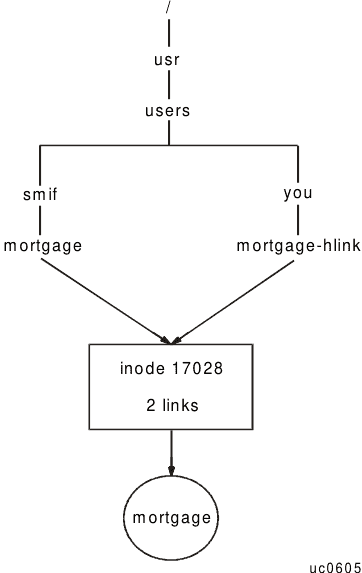 /
usr
users
smif
you
mortgage
mortgage-hlink
inode 17028
2 links
mortgage
uc0605